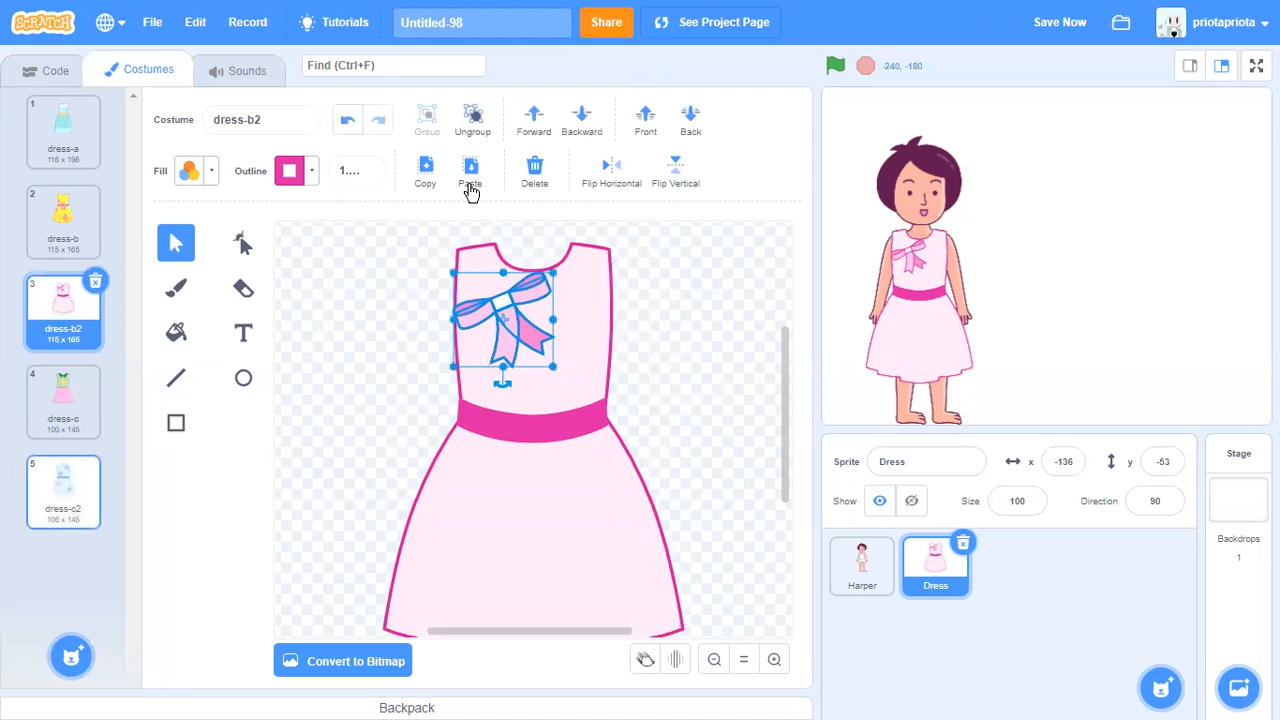 SCRATCH File Edit Record Tutorials Untitled-98 Share See Project Page Save Now priotapriota
Code Costumes Sounds Find (Ctrl+F) -240, -180
1
dress-a
116 x 196
2
dress-b
115 x 165
3
dress-b2
115 x 165
4
dress-c
100 x 145
5
dress-c2
106 x 145
Costume dress-b2 Group Ungroup Forward Backward Front Back
Fill Outline 1.... Copy Paste Delete Flip Horizontal Flip Vertical
T
Convert to Bitmap
Backpack
Sprite Dress x -136 y -53
Show Size 100 Direction 90
Harper Dress
Stage
Backdrops
1